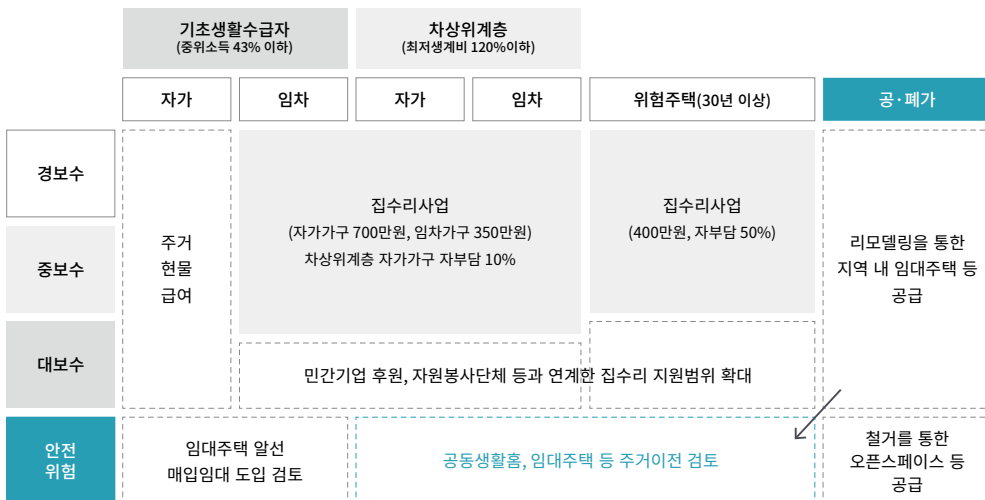 기초생활수급자
(중위소득 43% 이하)
차상위계층
(최저생계비 120%이하)
자가
임차
자가
임차
위험주택(30년 이상)
공·폐가
경보수
중보수
대보수
안전
위험
주거
현물
급여
집수리사업
(자가가구 700만원, 임차가구 350만원)
차상위계층 자가가구 자부담 10%
집수리사업
(400만원, 자부담 50%)
리모델링을 통한
지역 내 임대주택 등
공급
민간기업 후원, 자원봉사단체 등과 연계한 집수리 지원범위 확대
임대주택 알선
매입임대 도입 검토
공동생활홈, 임대주택 등 주거이전 검토
철거를 통한
오픈스페이스 등
공급